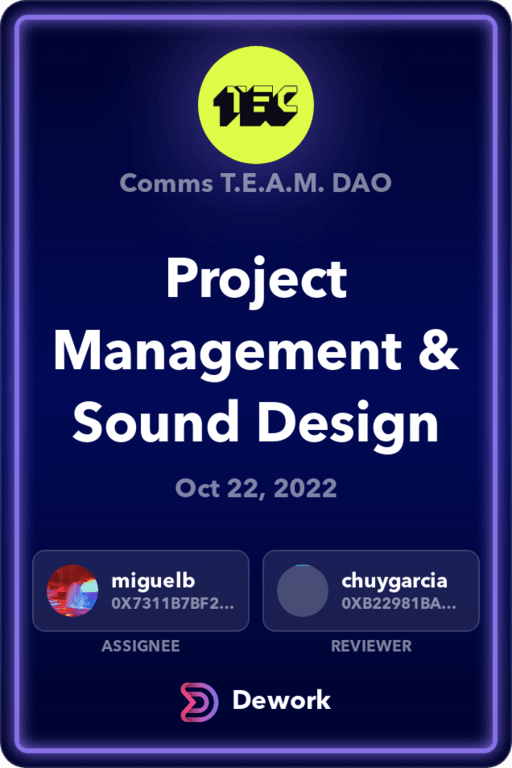 TEC
Comms T.E.A.M. DAO
Project
Management &
Sound Design
Oct 22, 2022
miguelb
0X7311B7BF2...
ASSIGNEE
chuygarcia
0XB22981BA...
REVIEWER
Dework